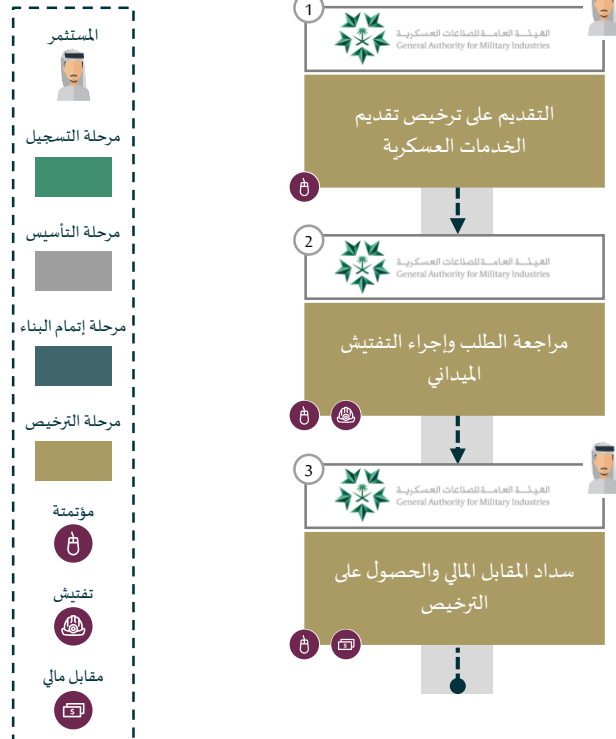 المستثمر
مرحلة التسجيل
مرحلة التأسيس
مرحلة إتمام البناء
مرحلة الترخيص
مؤتمتة
تفتيش
مقابل مالي
1
الهيئة العامة للصناعات العسكرية
General Authority for Military Industries
التقديم على ترخيص تقديم
الخدمات العسكرية
2
الهيئة العامة للصناعات العسكرية
General Authority for Military Industries
مراجعة الطلب وإجراء التفتيش
الميداني
3
الهيئة العامة للصناعات العسكرية
General Authority for Military Industries
سداد المقابل المالي والحصول على
الترخيص